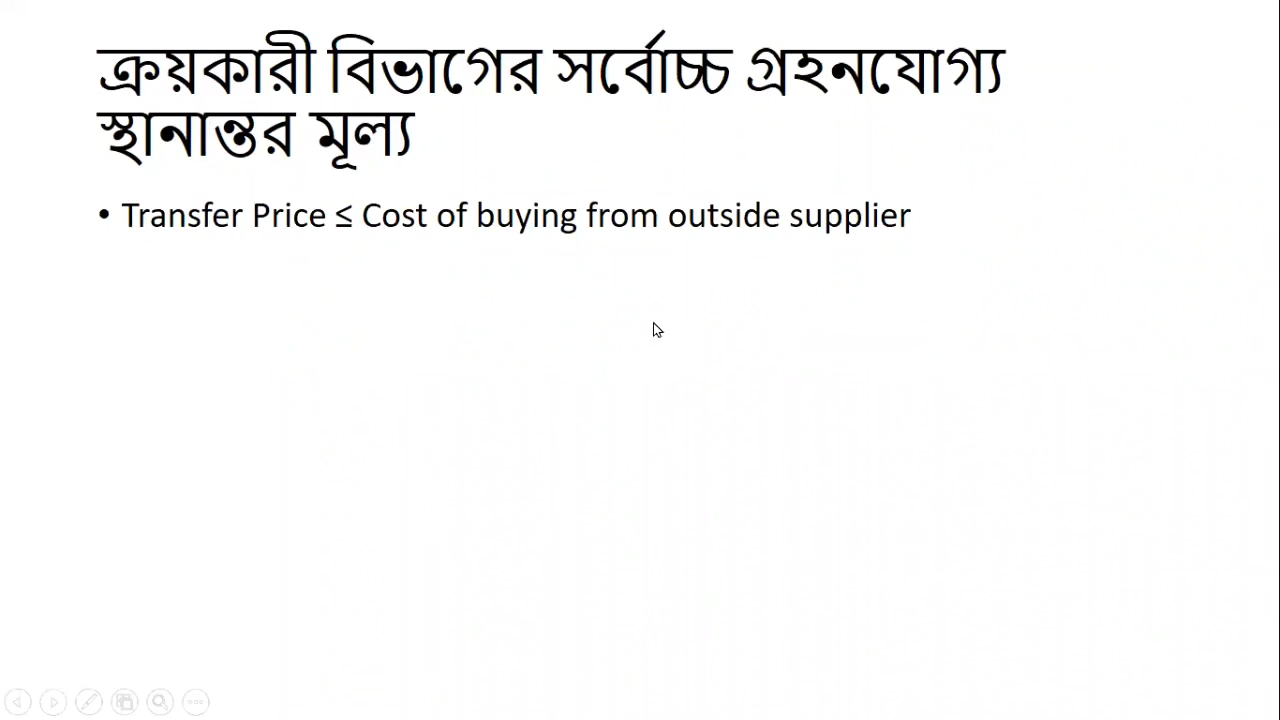 ক্রয়কারী বিভাগের সর্বোচ্চ গ্রহনযোগ্য
স্থানান্তর মূল্য
• Transfer Price ≤ Cost of buying from outside supplier